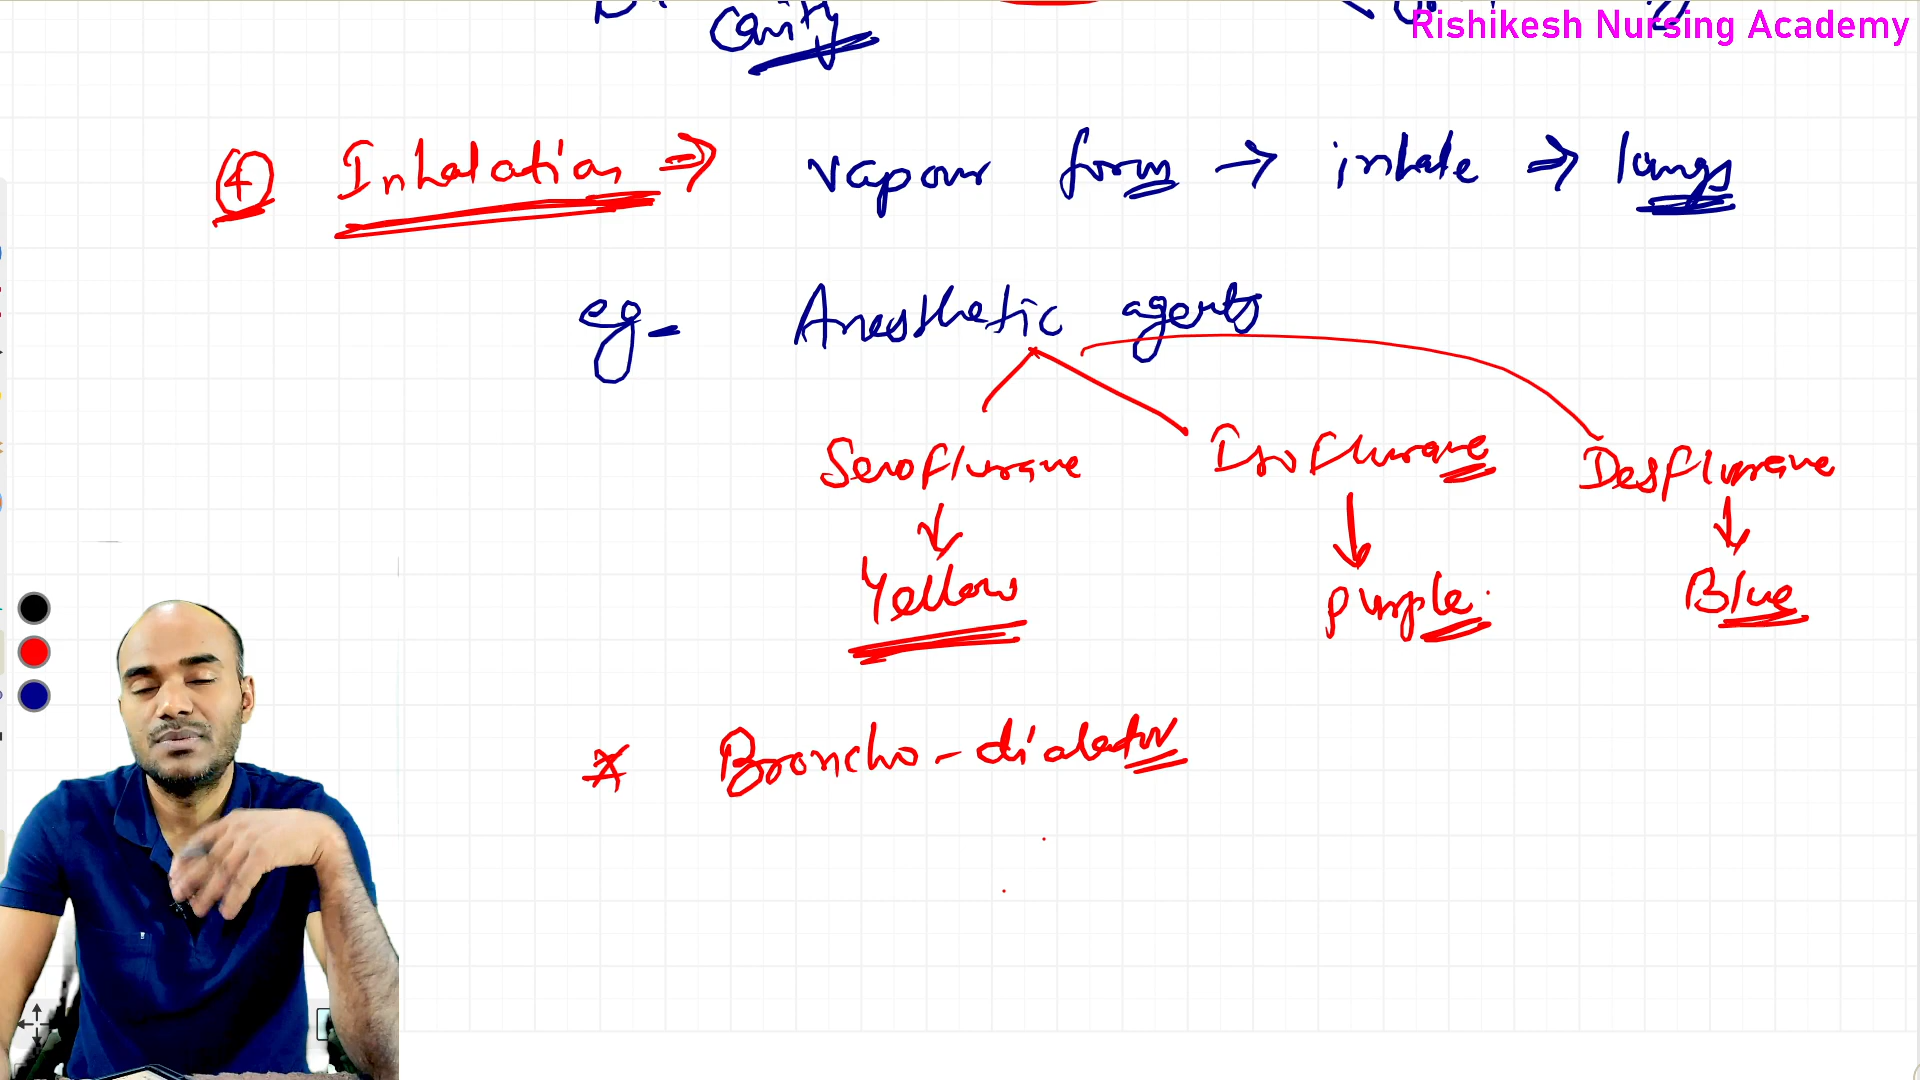 Rishikesh Nursing Academy
Cavity
④ Inhalation ⇒ vapour form → inhale ⇒ lungs
eg- Anesthetic agents
Sevoflurane Isoflurane Desflurane
↓ ↓ ↓
Yellow purple Blue
* Broncho-dialator